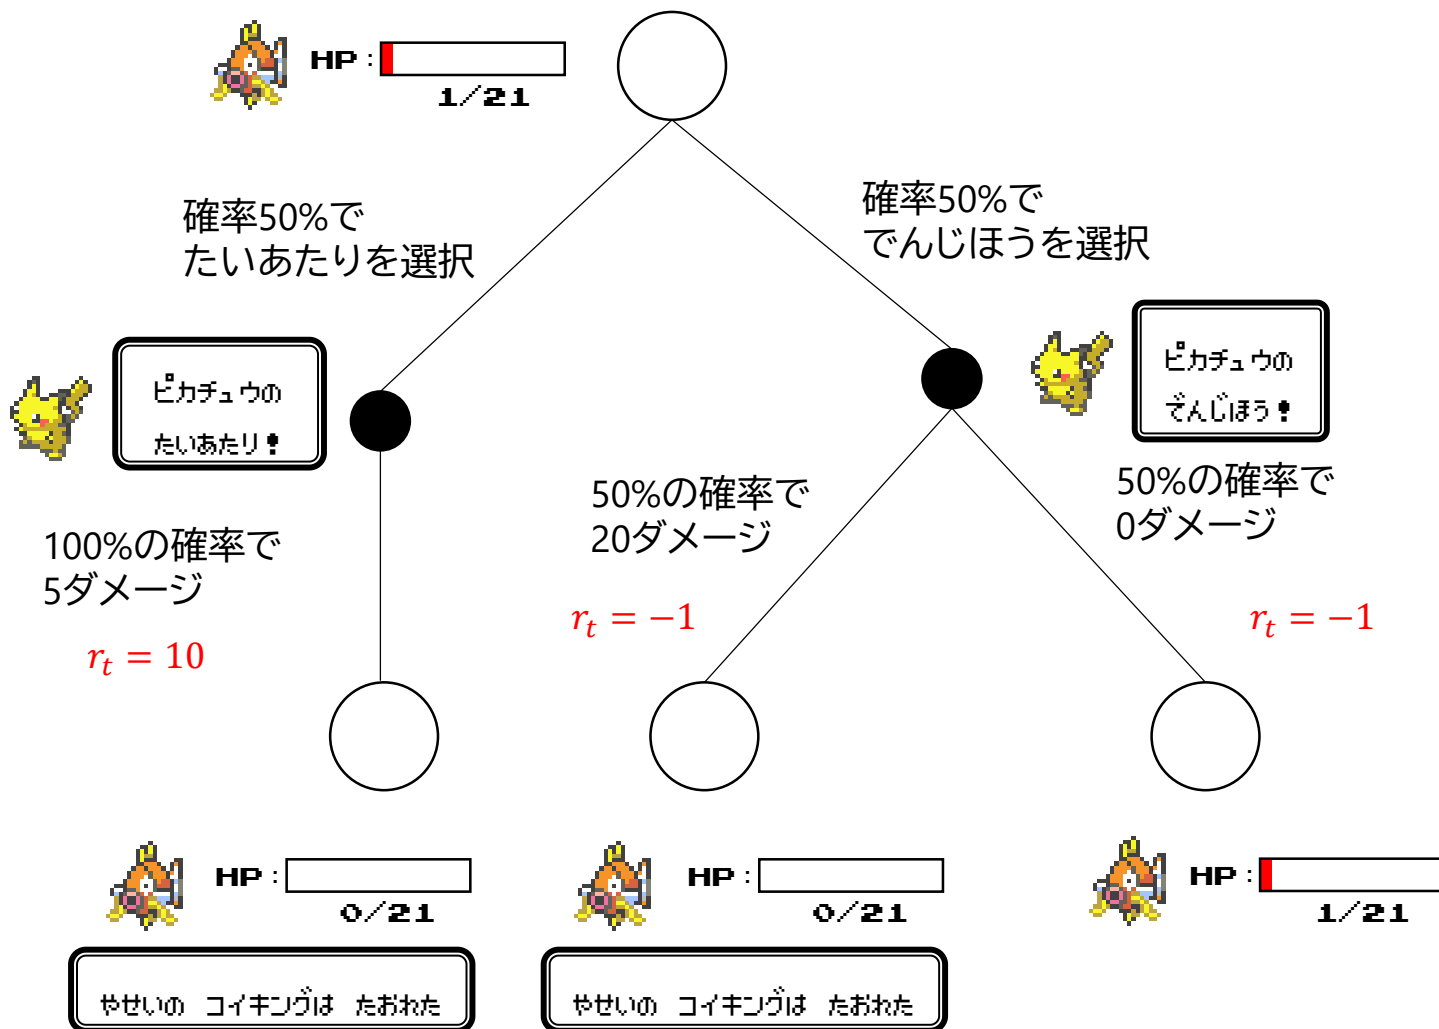 HP :
1/21
確率50%で
たいあたりを選択
確率50%で
でんじほうを選択
ピカチュウの
たいあたり!
ピカチュウの
でんじほう!
100%の確率で
5ダメージ
50%の確率で
20ダメージ
50%の確率で
0ダメージ
r_t = 10
r_t = −1
r_t = −1
HP :
0/21
HP :
0/21
HP :
1/21
やせいの コイキングは たおれた
やせいの コイキングは たおれた